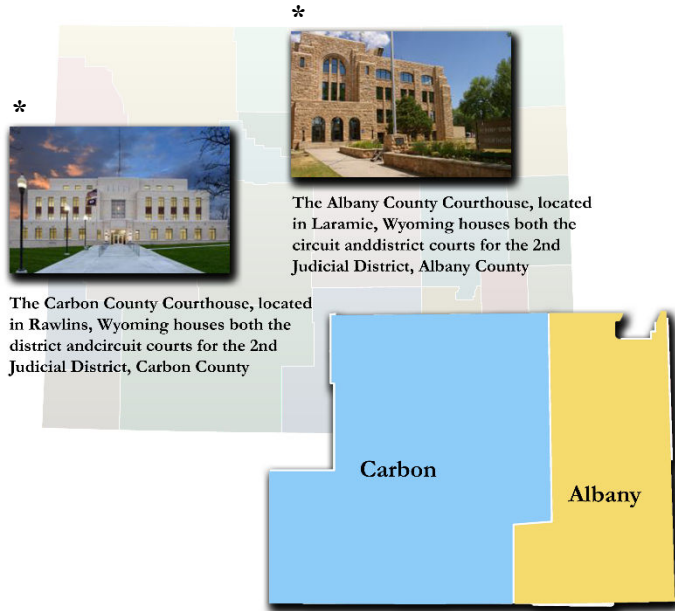 *
The Albany County Courthouse, located
in Laramie, Wyoming houses both the
circuit anddistrict courts for the 2nd
Judicial District, Albany County
*
The Carbon County Courthouse, located
in Rawlins, Wyoming houses both the
district andcircuit courts for the 2nd
Judicial District, Carbon County
Carbon
Albany